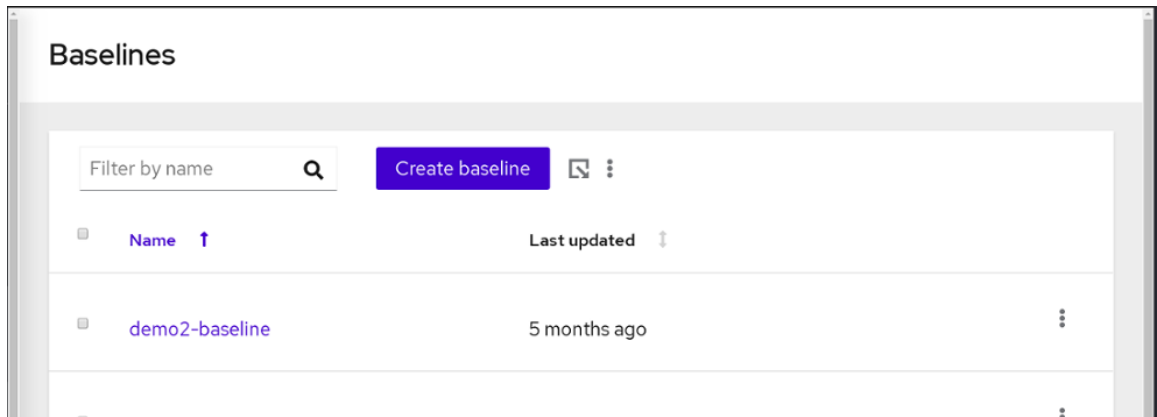 Baselines
Filter by name Create baseline
Name Last updated
demo2-baseline 5 months ago